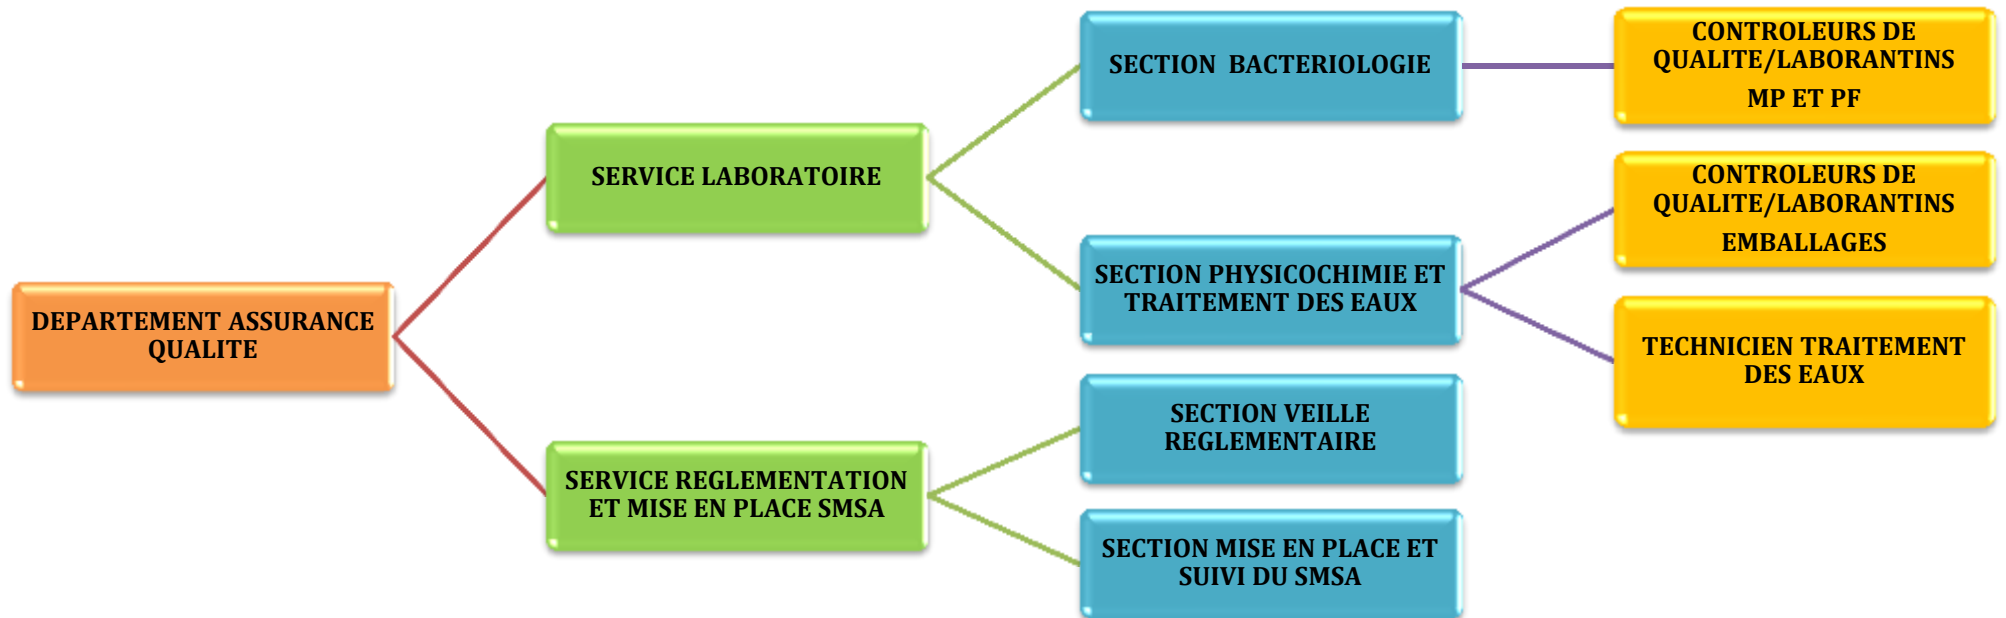 DEPARTEMENT ASSURANCE
QUALITE
SERVICE LABORATOIRE
SERVICE REGLEMENTATION
ET MISE EN PLACE SMSA
SECTION BACTERIOLOGIE
SECTION PHYSICOCHIMIE ET
TRAITEMENT DES EAUX
SECTION VEILLE
REGLEMENTAIRE
SECTION MISE EN PLACE ET
SUIVI DU SMSA
CONTROLEURS DE
QUALITE/LABORANTINS
MP ET PF
CONTROLEURS DE
QUALITE/LABORANTINS
EMBALLAGES
TECHNICIEN TRAITEMENT
DES EAUX